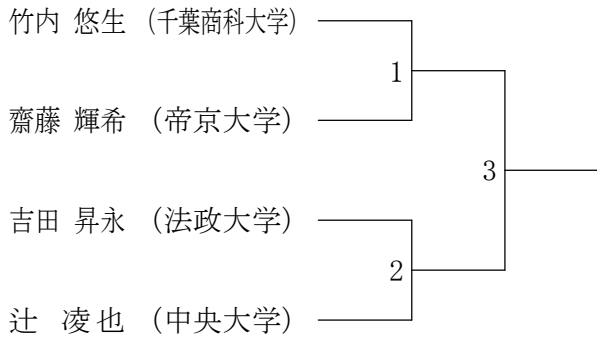 竹内 悠生 (千葉商科大学)
1
齋藤 輝希 (帝京大学)
3
吉田 昇永 (法政大学)
2
辻 凌也 (中央大学)